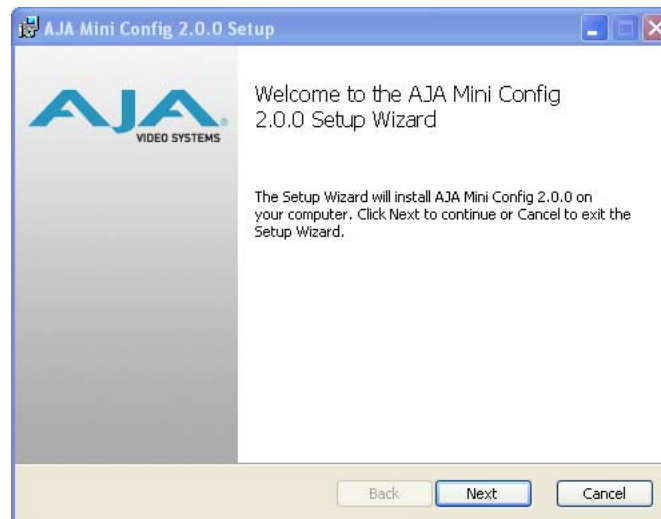 AJA Mini Config 2.0.0 Setup
AJA
VIDEO SYSTEMS
Welcome to the AJA Mini Config
2.0.0 Setup Wizard
The Setup Wizard will install AJA Mini Config 2.0.0 on
your computer. Click Next to continue or Cancel to exit the
Setup Wizard.
Back
Next
Cancel